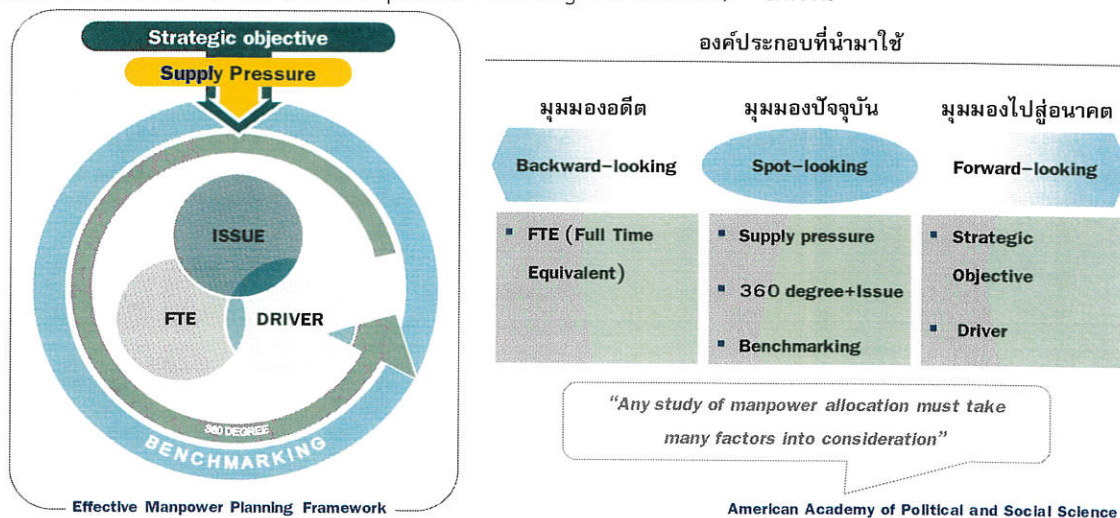 Strategic objective
Supply Pressure
ISSUE
FTE
DRIVER
360 DEGREE
BENCHMARKING
Effective Manpower Planning Framework
องค์ประกอบที่นำมาใช้
มุมมองอดีต
มุมมองปัจจุบัน
มุมมองไปสู่อนาคต
Backward-looking
Spot-looking
Forward-looking
▪ FTE (Full Time
Equivalent)
▪ Supply pressure
▪ 360 degree+Issue
▪ Benchmarking
▪ Strategic
Objective
▪ Driver
"Any study of manpower allocation must take
many factors into consideration"
American Academy of Political and Social Science